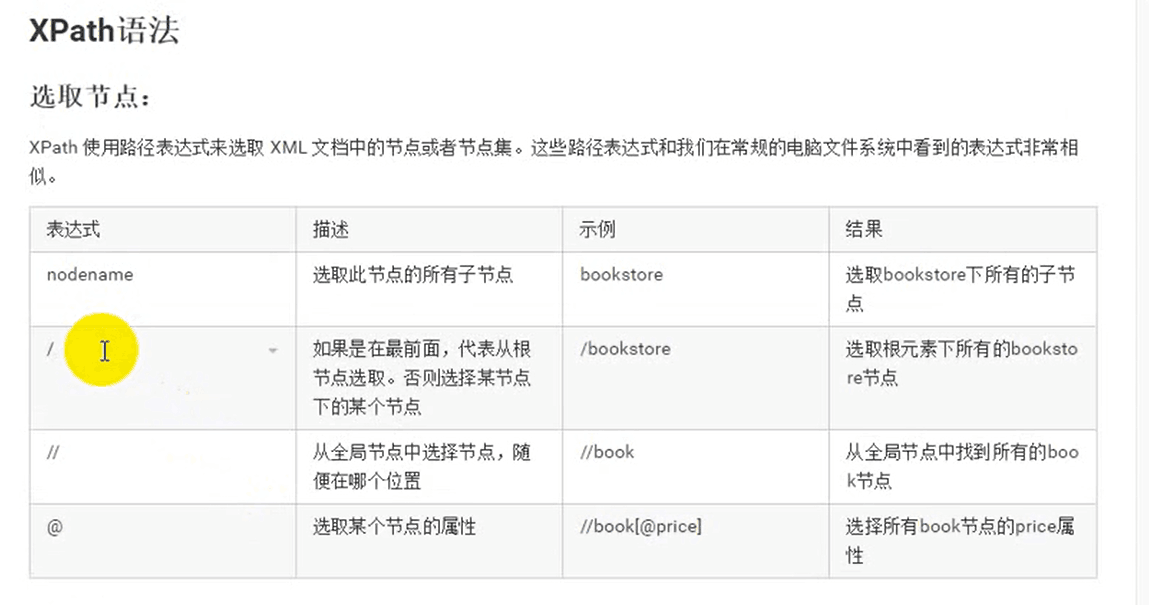 XPath语法
选取节点：
XPath 使用路径表达式来选取 XML 文档中的节点或者节点集。这些路径表达式和我们在常规的电脑文件系统中看到的表达式非常相
似。
表达式 描述 示例 结果
nodename 选取此节点的所有子节点 bookstore 选取bookstore下所有的子节
点
/ 如果是在最前面，代表从根 /bookstore 选取根元素下所有的booksto
节点选取。否则选择某节点 re节点
下的某个节点
// 从全局节点中选择节点，随 //book 从全局节点中找到所有的boo
便在哪个位置 k节点
@ 选取某个节点的属性 //book[@price] 选择所有book节点的price属
性